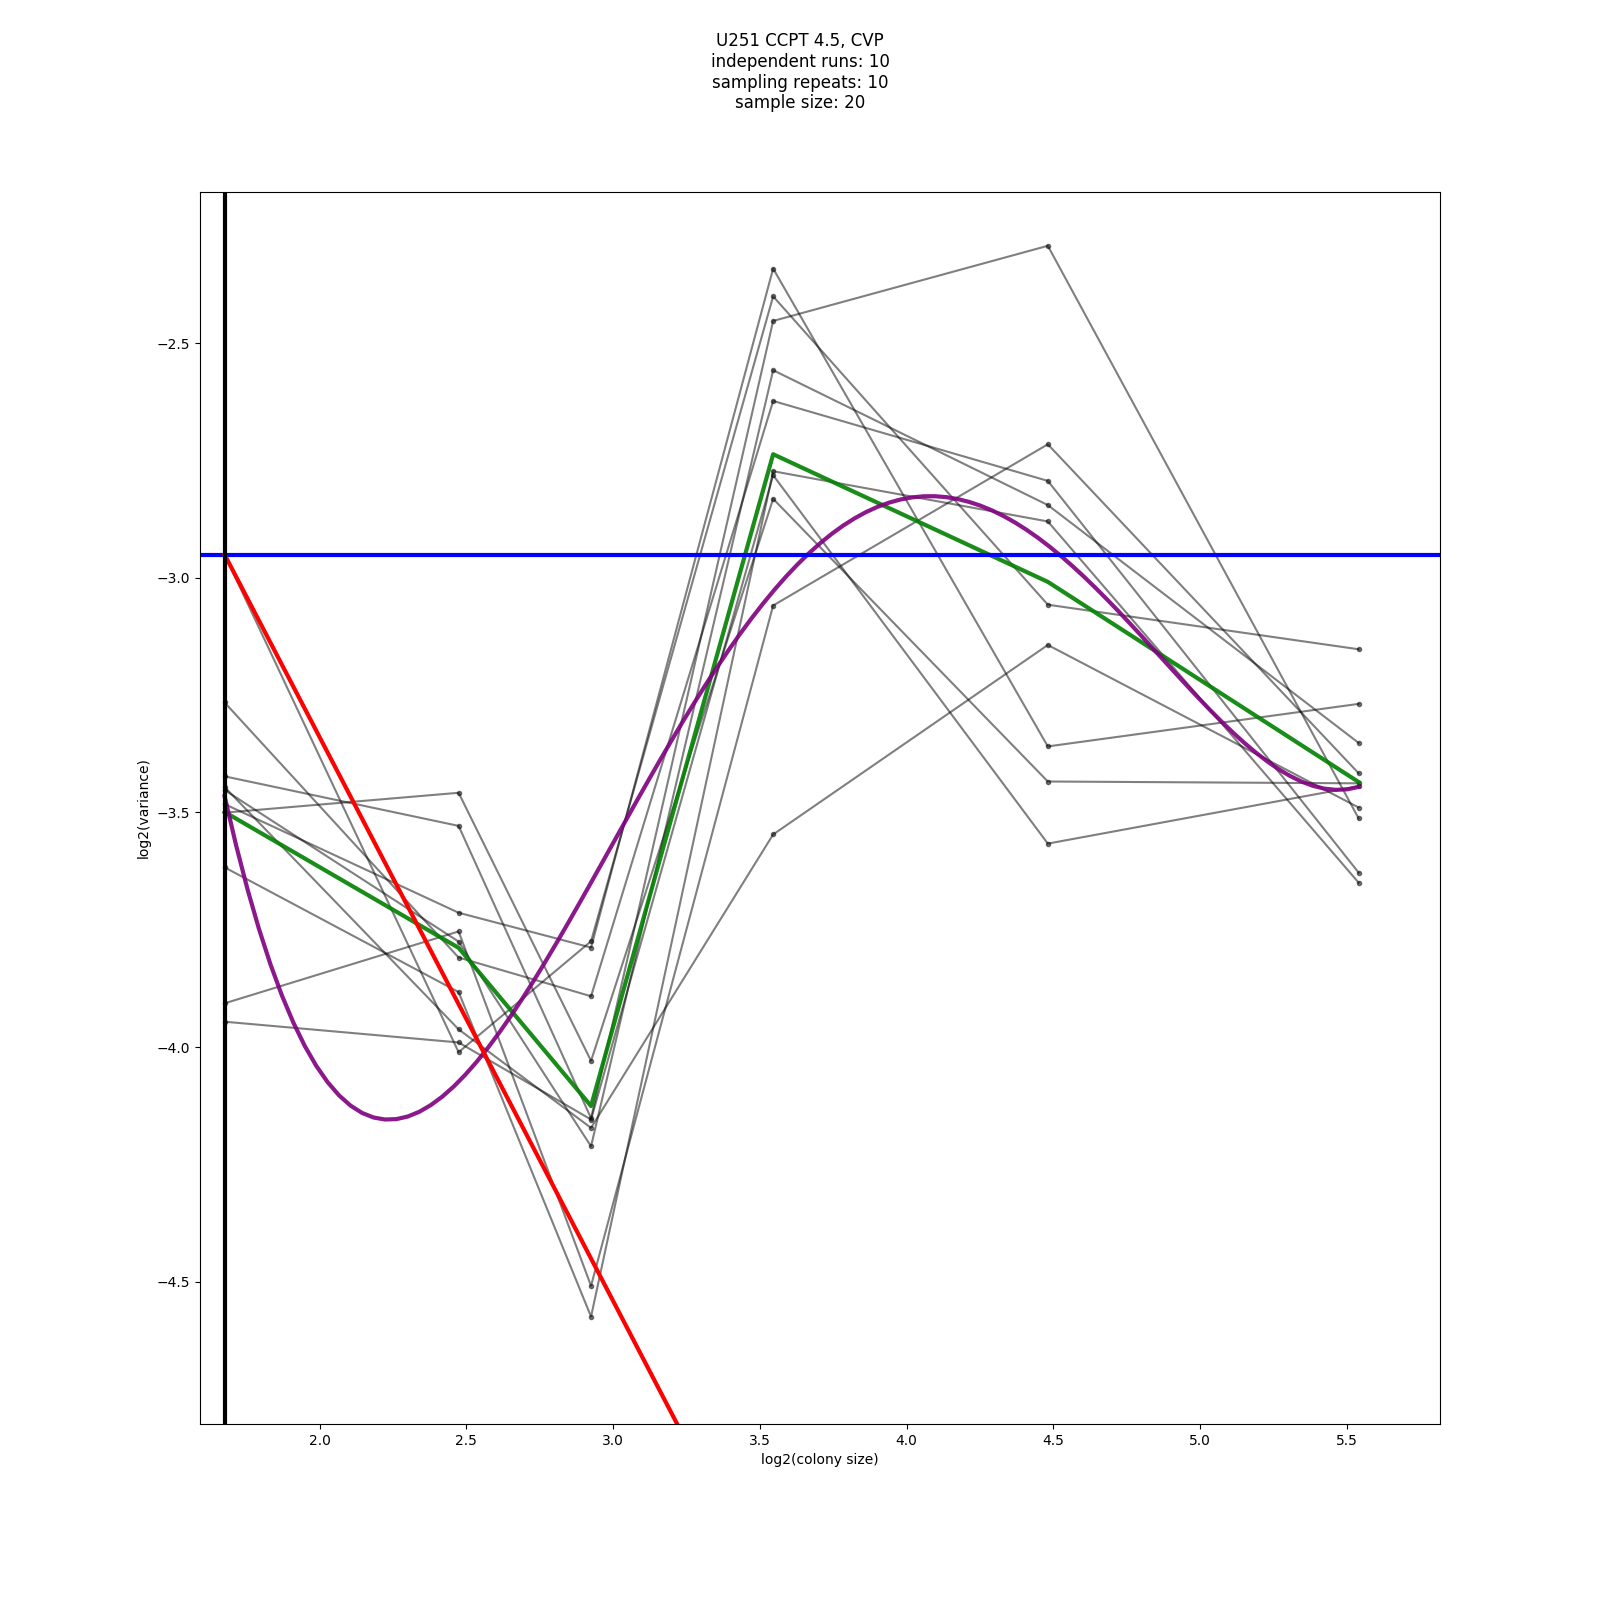 U251 CCPT 4.5, CVP
independent runs: 10
sampling repeats: 10
sample size: 20
log2(variance)
−2.5
−3.0
−3.5
−4.0
−4.5
2.0 2.5 3.0 3.5 4.0 4.5 5.0 5.5
log2(colony size)